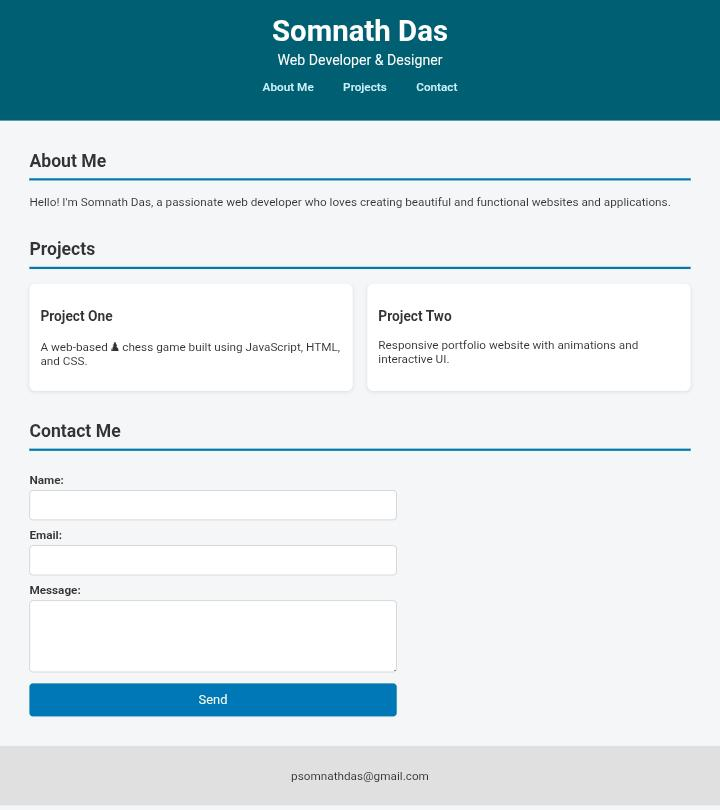 Somnath Das
Web Developer & Designer
About Me Projects Contact
About Me
Hello! I'm Somnath Das, a passionate web developer who loves creating beautiful and functional websites and applications.
Projects
Project One
A web-based ♟ chess game built using JavaScript, HTML,
and CSS.
Project Two
Responsive portfolio website with animations and
interactive UI.
Contact Me
Name:
Email:
Message:
Send
psomnathdas@gmail.com